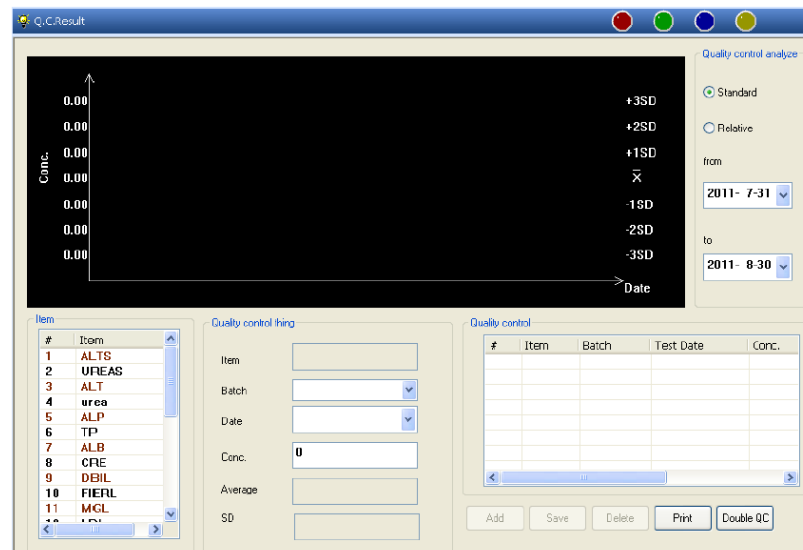 Q.C.Result
Quality control analyze
Standard
Relative
from
2011- 7-31
to
2011- 8-30
Conc.
0.00 +3SD
0.00 +2SD
0.00 +1SD
0.00 X̄
0.00 -1SD
0.00 -2SD
0.00 -3SD
Date
Item
# Item
1 ALTS
2 UREAS
3 ALT
4 urea
5 ALP
6 TP
7 ALB
8 CRE
9 DBIL
10 FIERL
11 MGL
Quality control thing
Item
Batch
Date
Conc. 0
Average
SD
Quality control
# Item Batch Test Date Conc.
Add Save Delete Print Double QC